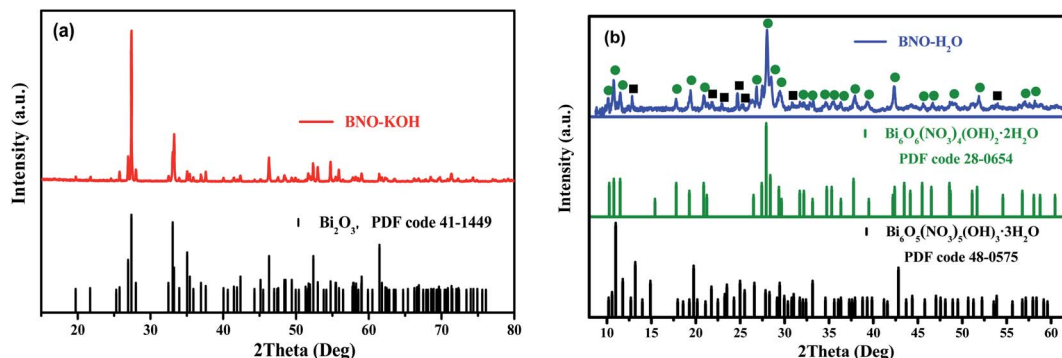 (a)
BNO-KOH
Bi₂O₃, PDF code 41-1449
Intensity (a.u.)
15 20 30 40 50 60 70 80
2Theta (Deg)
(b)
BNO-H₂O
Bi₆O₆(NO₃)₄(OH)₂·2H₂O
PDF code 28-0654
Bi₆O₅(NO₃)₅(OH)₃·3H₂O
PDF code 48-0575
Intensity (a.u.)
10 15 20 25 30 35 40 45 50 55 60
2Theta (Deg)